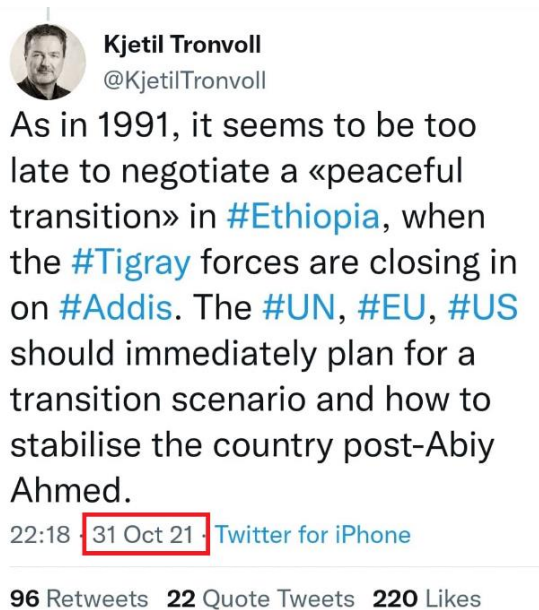 Kjetil Tronvoll
@KjetilTronvoll
As in 1991, it seems to be too
late to negotiate a «peaceful
transition» in #Ethiopia, when
the #Tigray forces are closing in
on #Addis. The #UN, #EU, #US
should immediately plan for a
transition scenario and how to
stabilise the country post-Abiy
Ahmed.
22:18 · 31 Oct 21 · Twitter for iPhone
96 Retweets 22 Quote Tweets 220 Likes